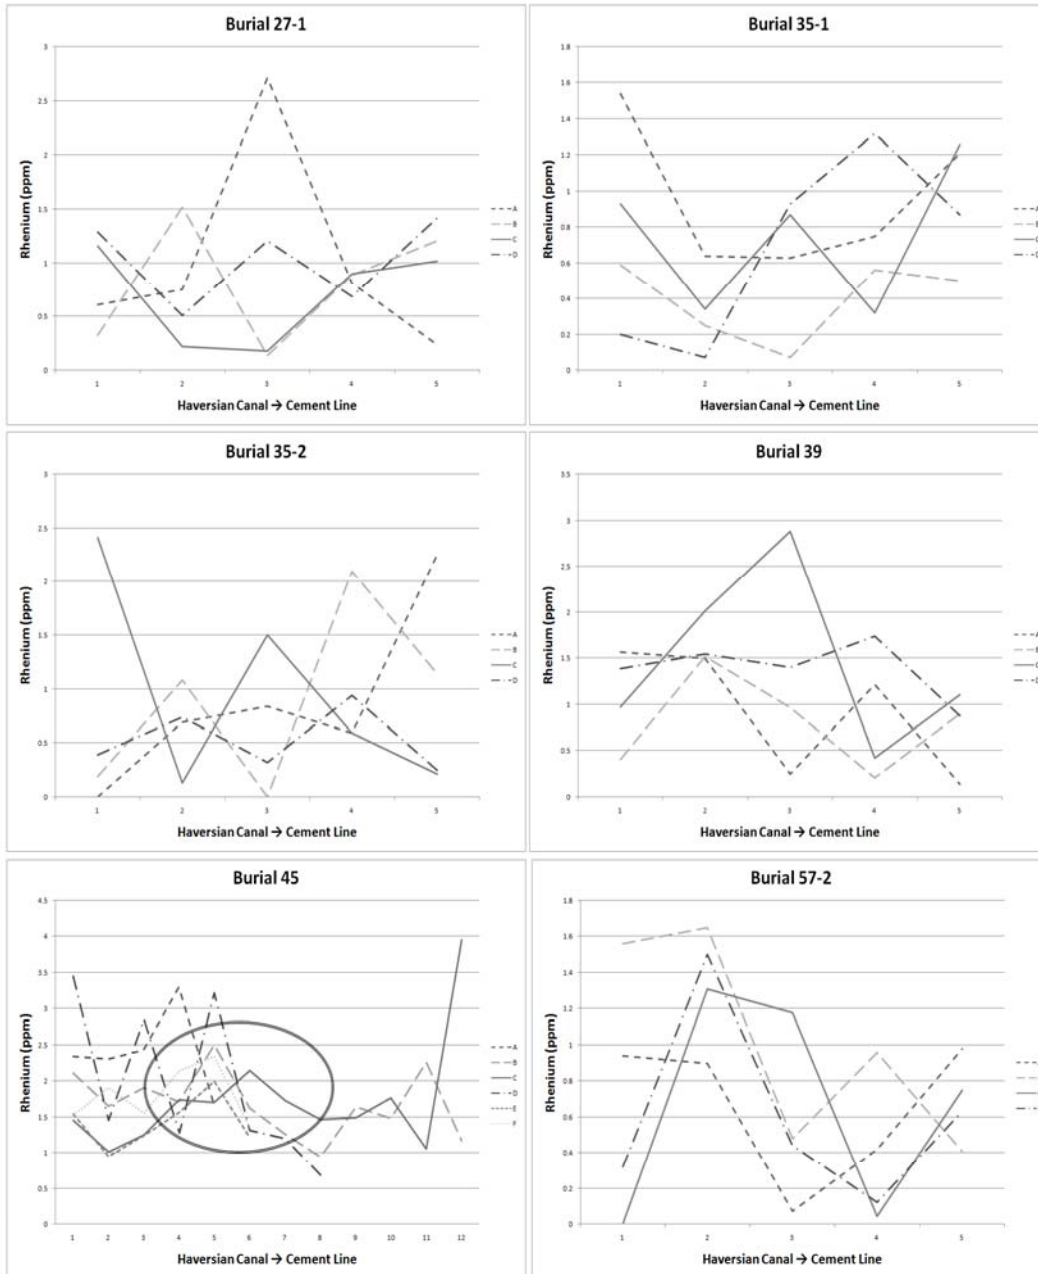 Burial 27-1
Rhenium (ppm)
3
2.5
2
1.5
1
0.5
0
1 2 3 4 5
Haversian Canal → Cement Line
A
B
C
D
Burial 35-1
Rhenium (ppm)
1.8
1.6
1.4
1.2
1
0.8
0.6
0.4
0.2
0
1 2 3 4 5
Haversian Canal → Cement Line
A
B
C
D
Burial 35-2
Rhenium (ppm)
3
2.5
2
1.5
1
0.5
0
1 2 3 4 5
Haversian Canal → Cement Line
A
B
C
D
Burial 39
Rhenium (ppm)
3.5
3
2.5
2
1.5
1
0.5
0
1 2 3 4 5
Haversian Canal → Cement Line
A
B
C
D
Burial 45
Rhenium (ppm)
4.5
4
3.5
3
2.5
2
1.5
1
0.5
0
1 2 3 4 5 6 7 8 9 10 11 12
Haversian Canal → Cement Line
A
B
C
D
E
F
Burial 57-2
Rhenium (ppm)
1.8
1.6
1.4
1.2
1
0.8
0.6
0.4
0.2
0
1 2 3 4 5
Haversian Canal → Cement Line